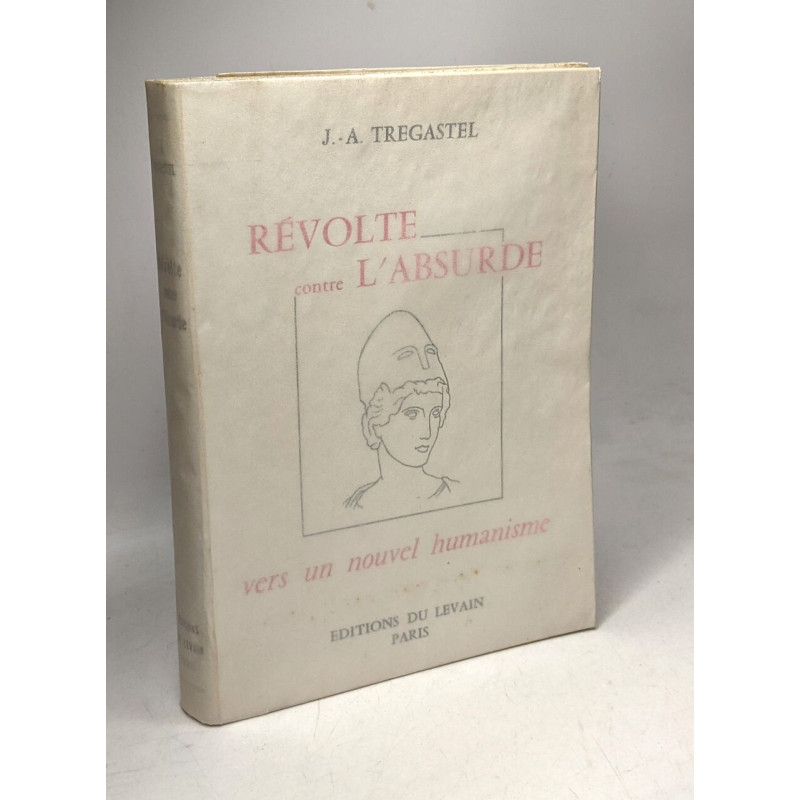 J.-A. TREGASTEL
RÉVOLTE
contre L'ABSURDE
vers un nouvel humanisme
EDITIONS DU LEVAIN
PARIS